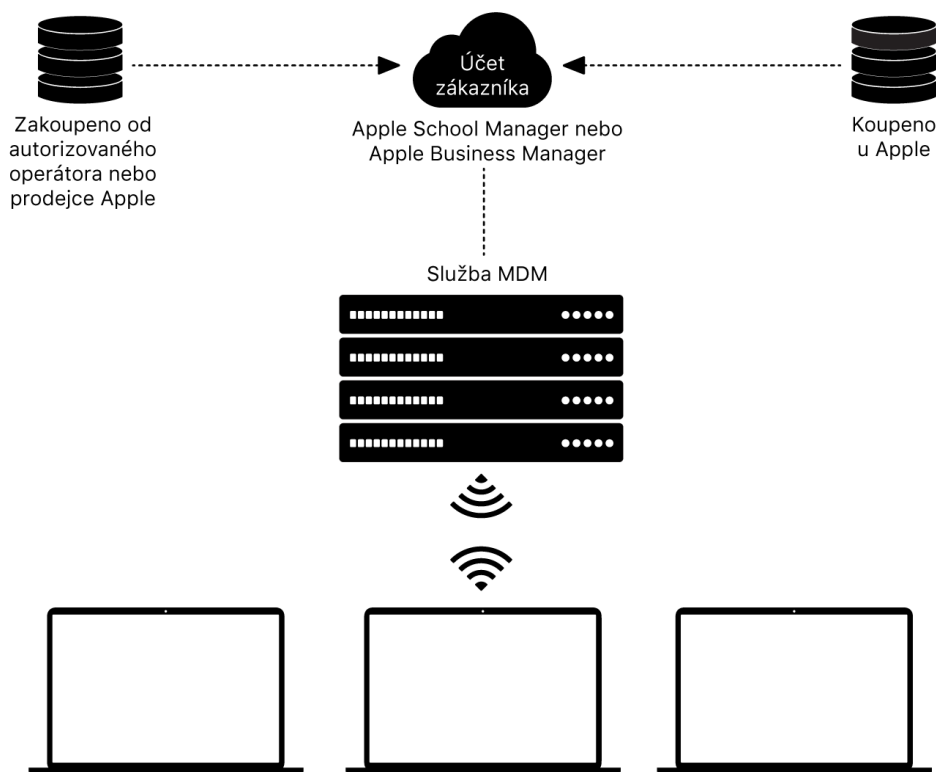 Účet
zákazníka
Zakoupeno od
autorizovaného
operátora nebo
prodejce Apple
Apple School Manager nebo
Apple Business Manager
Koupeno
u Apple
Služba MDM